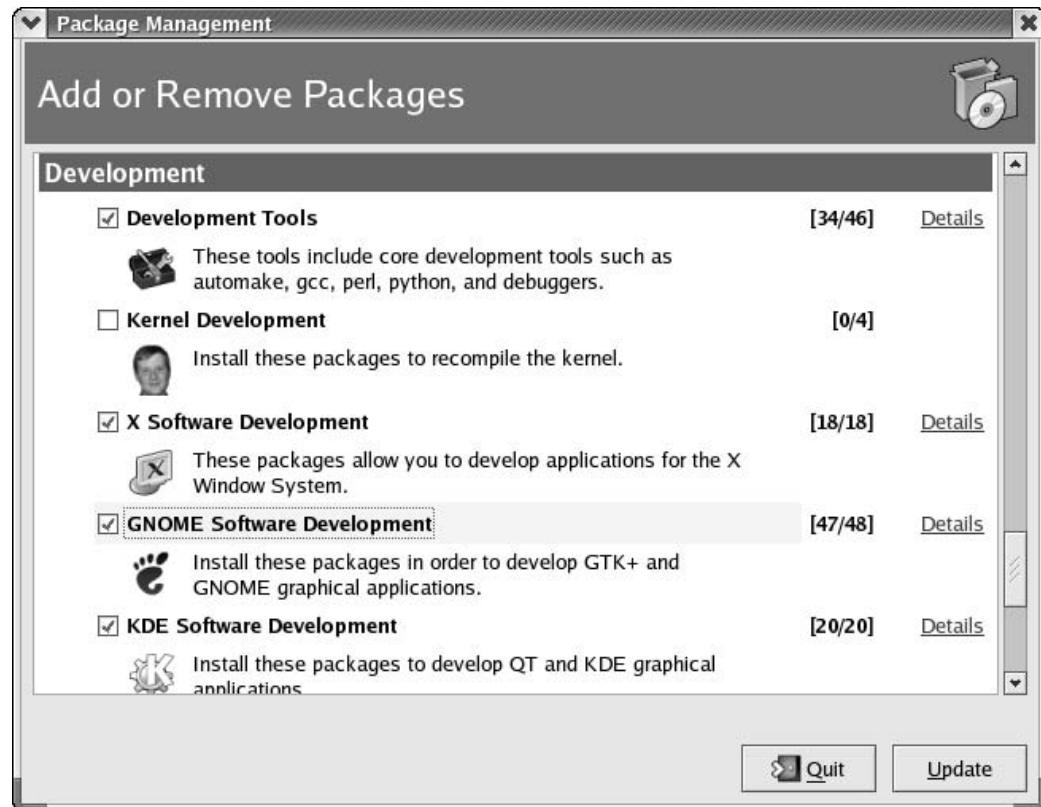 Package Management
Add or Remove Packages
Development
Development Tools [34/46] Details
These tools include core development tools such as
automake, gcc, perl, python, and debuggers.
Kernel Development [0/4]
Install these packages to recompile the kernel.
X Software Development [18/18] Details
These packages allow you to develop applications for the X
Window System.
GNOME Software Development [47/48] Details
Install these packages in order to develop GTK+ and
GNOME graphical applications.
KDE Software Development [20/20] Details
Install these packages to develop QT and KDE graphical
applications
Quit Update